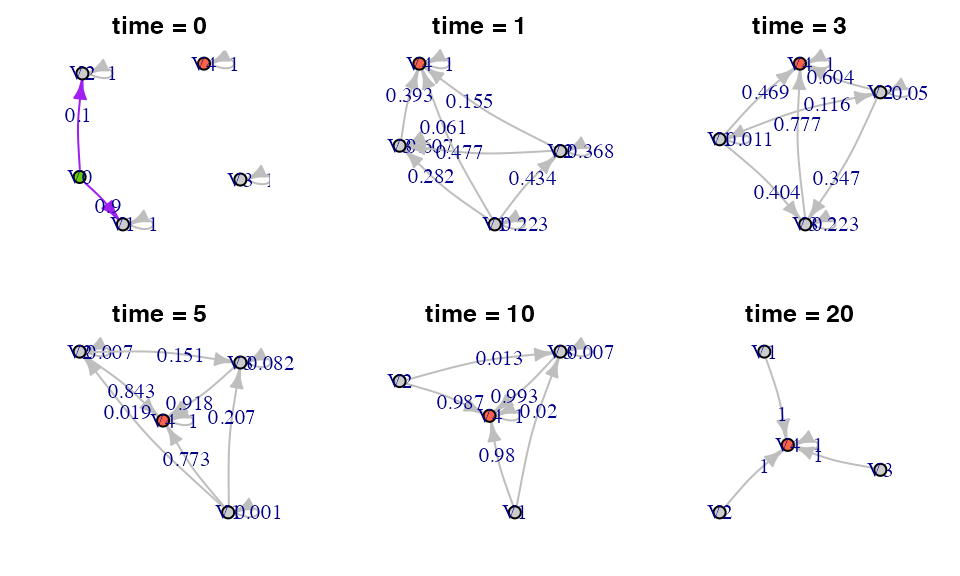 time = 0
V2 1
V4 1
0.1
V0
V3 1
0.9
V1 1
time = 1
V4 1
0.393
0.155
0.061
V3 0.607
0.477
V2 0.368
0.282
0.434
V1 0.223
time = 3
V4 1
0.604
0.469
V2 0.05
0.116
0.777
V1 0.011
0.347
0.404
V3 0.223
time = 5
V2 0.007
0.151
V3 0.082
0.843
0.918
0.019
0.207
V4 1
0.773
V1 0.001
time = 10
V3 0.007
0.013
V2
0.993
0.987
0.02
V4 1
0.98
V1
time = 20
V1
1
V4 1
1
1
V3
V2